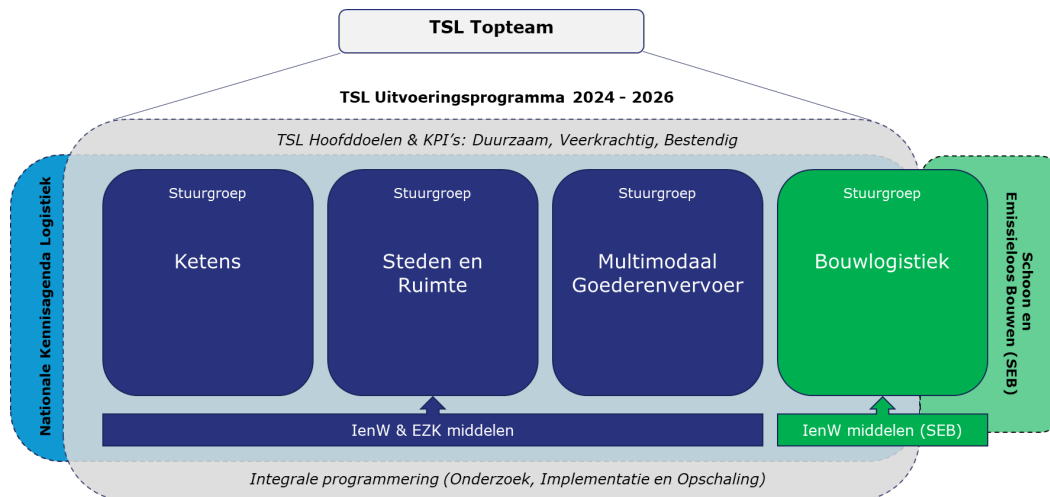 TSL Topteam
TSL Uitvoeringsprogramma 2024 - 2026
TSL Hoofddoelen & KPI's: Duurzaam, Veerkrachtig, Bestendig
Nationale Kennisagenda Logistiek
Stuurgroep
Ketens
Stuurgroep
Steden en
Ruimte
Stuurgroep
Multimodaal
Goederenvervoer
Stuurgroep
Bouwlogistiek
Schoon en
Emissieloos Bouwen (SEB)
IenW & EZK middelen
IenW middelen (SEB)
Integrale programmering (Onderzoek, Implementatie en Opschaling)